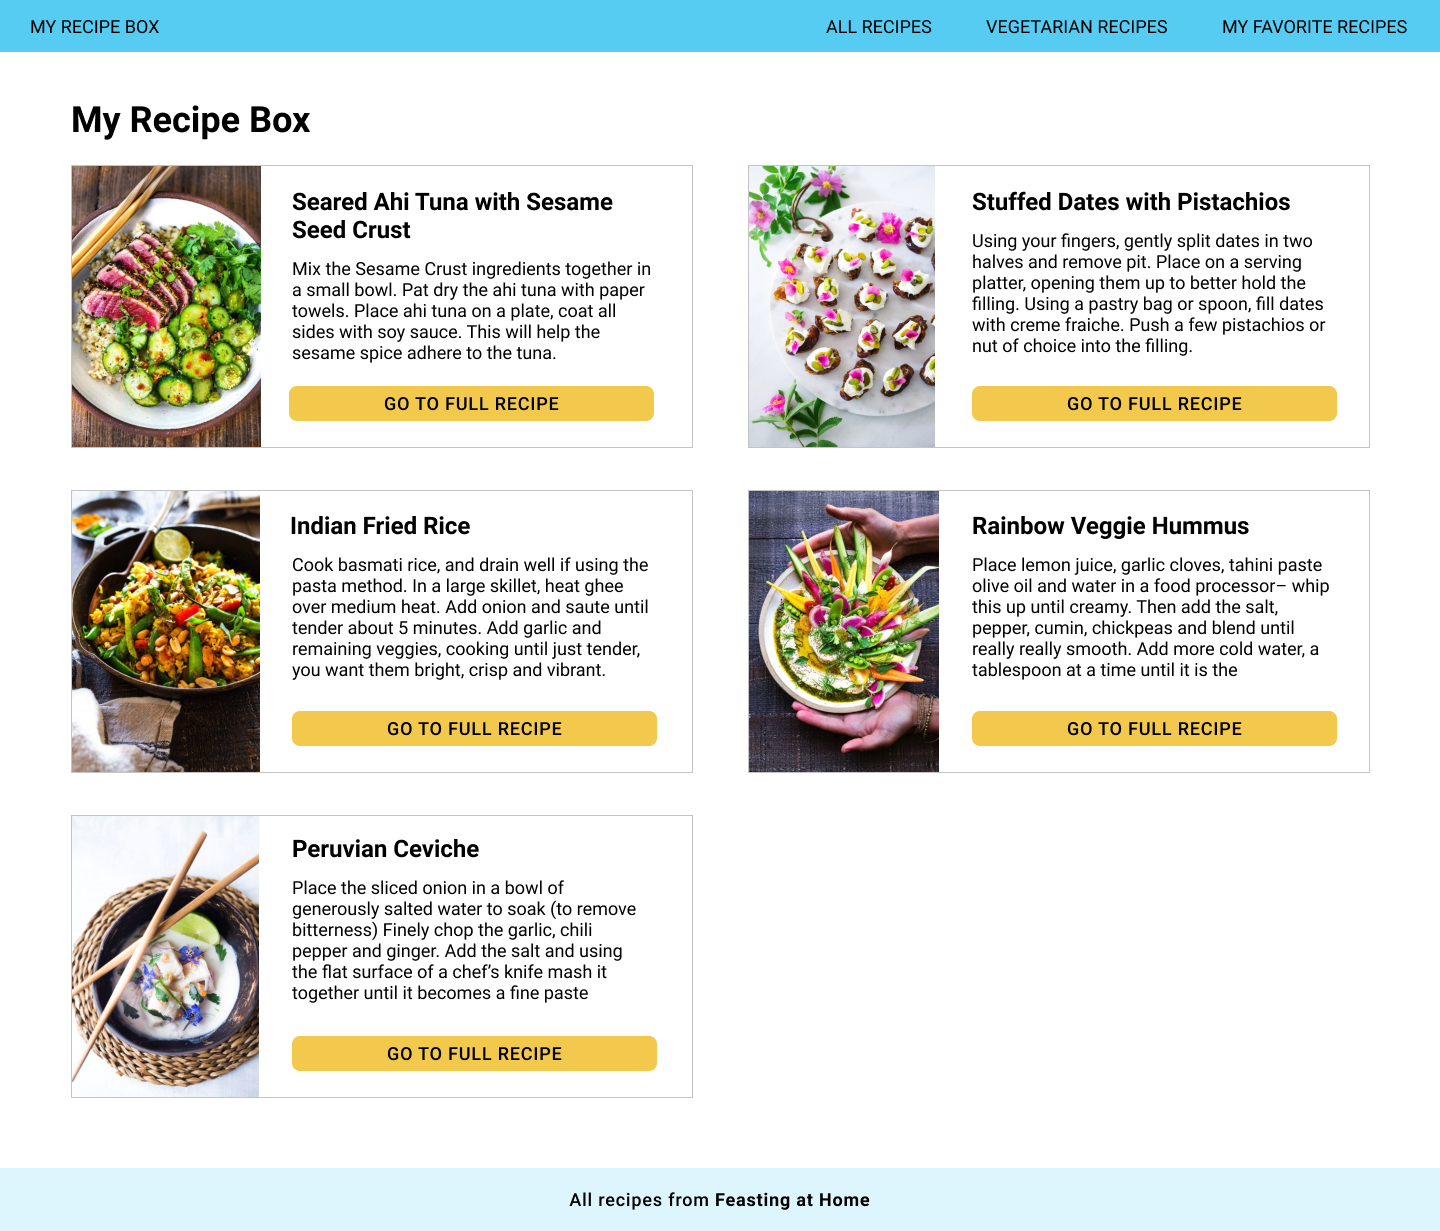 MY RECIPE BOX
ALL RECIPES
VEGETARIAN RECIPES
MY FAVORITE RECIPES
My Recipe Box
Seared Ahi Tuna with Sesame
Seed Crust
Mix the Sesame Crust ingredients together in
a small bowl. Pat dry the ahi tuna with paper
towels. Place ahi tuna on a plate, coat all
sides with soy sauce. This will help the
sesame spice adhere to the tuna.
GO TO FULL RECIPE
Stuffed Dates with Pistachios
Using your fingers, gently split dates in two
halves and remove pit. Place on a serving
platter, opening them up to better hold the
filling. Using a pastry bag or spoon, fill dates
with creme fraiche. Push a few pistachios or
nut of choice into the filling.
GO TO FULL RECIPE
Indian Fried Rice
Cook basmati rice, and drain well if using the
pasta method. In a large skillet, heat ghee
over medium heat. Add onion and saute until
tender about 5 minutes. Add garlic and
remaining veggies, cooking until just tender,
you want them bright, crisp and vibrant.
GO TO FULL RECIPE
Rainbow Veggie Hummus
Place lemon juice, garlic cloves, tahini paste
olive oil and water in a food processor– whip
this up until creamy. Then add the salt,
pepper, cumin, chickpeas and blend until
really really smooth. Add more cold water, a
tablespoon at a time until it is the
GO TO FULL RECIPE
Peruvian Ceviche
Place the sliced onion in a bowl of
generously salted water to soak (to remove
bitterness) Finely chop the garlic, chili
pepper and ginger. Add the salt and using
the flat surface of a chef’s knife mash it
together until it becomes a fine paste
GO TO FULL RECIPE
All recipes from Feasting at Home